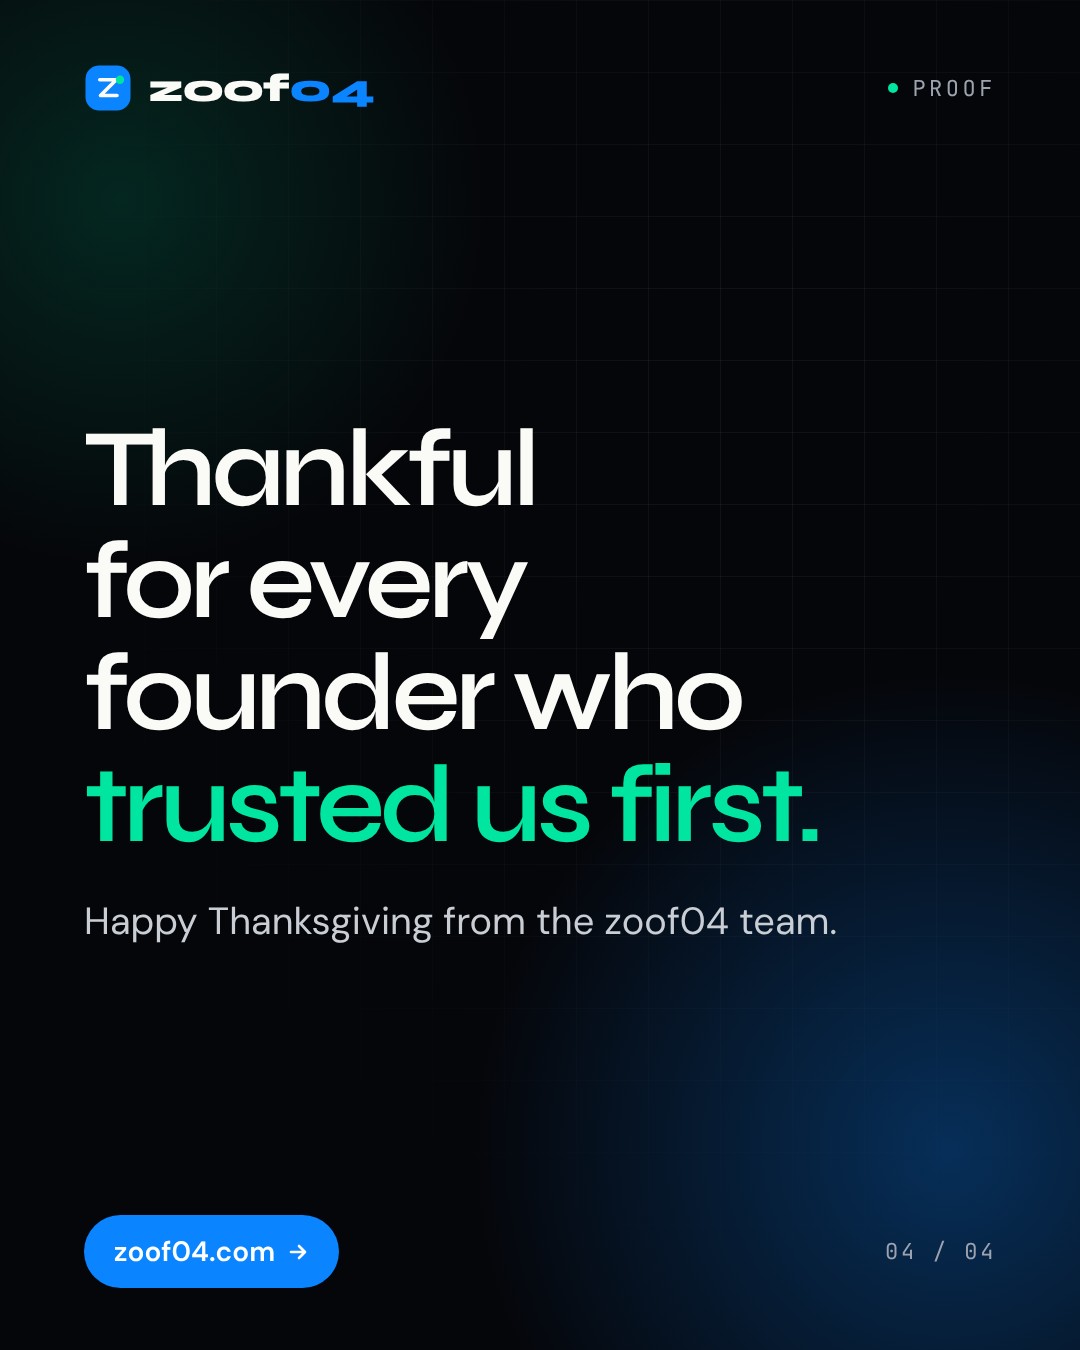 Z
zoof04
PROOF
Thankful
for every
founder who
trusted us first.
Happy Thanksgiving from the zoof04 team.
zoof04.com →
04 / 04